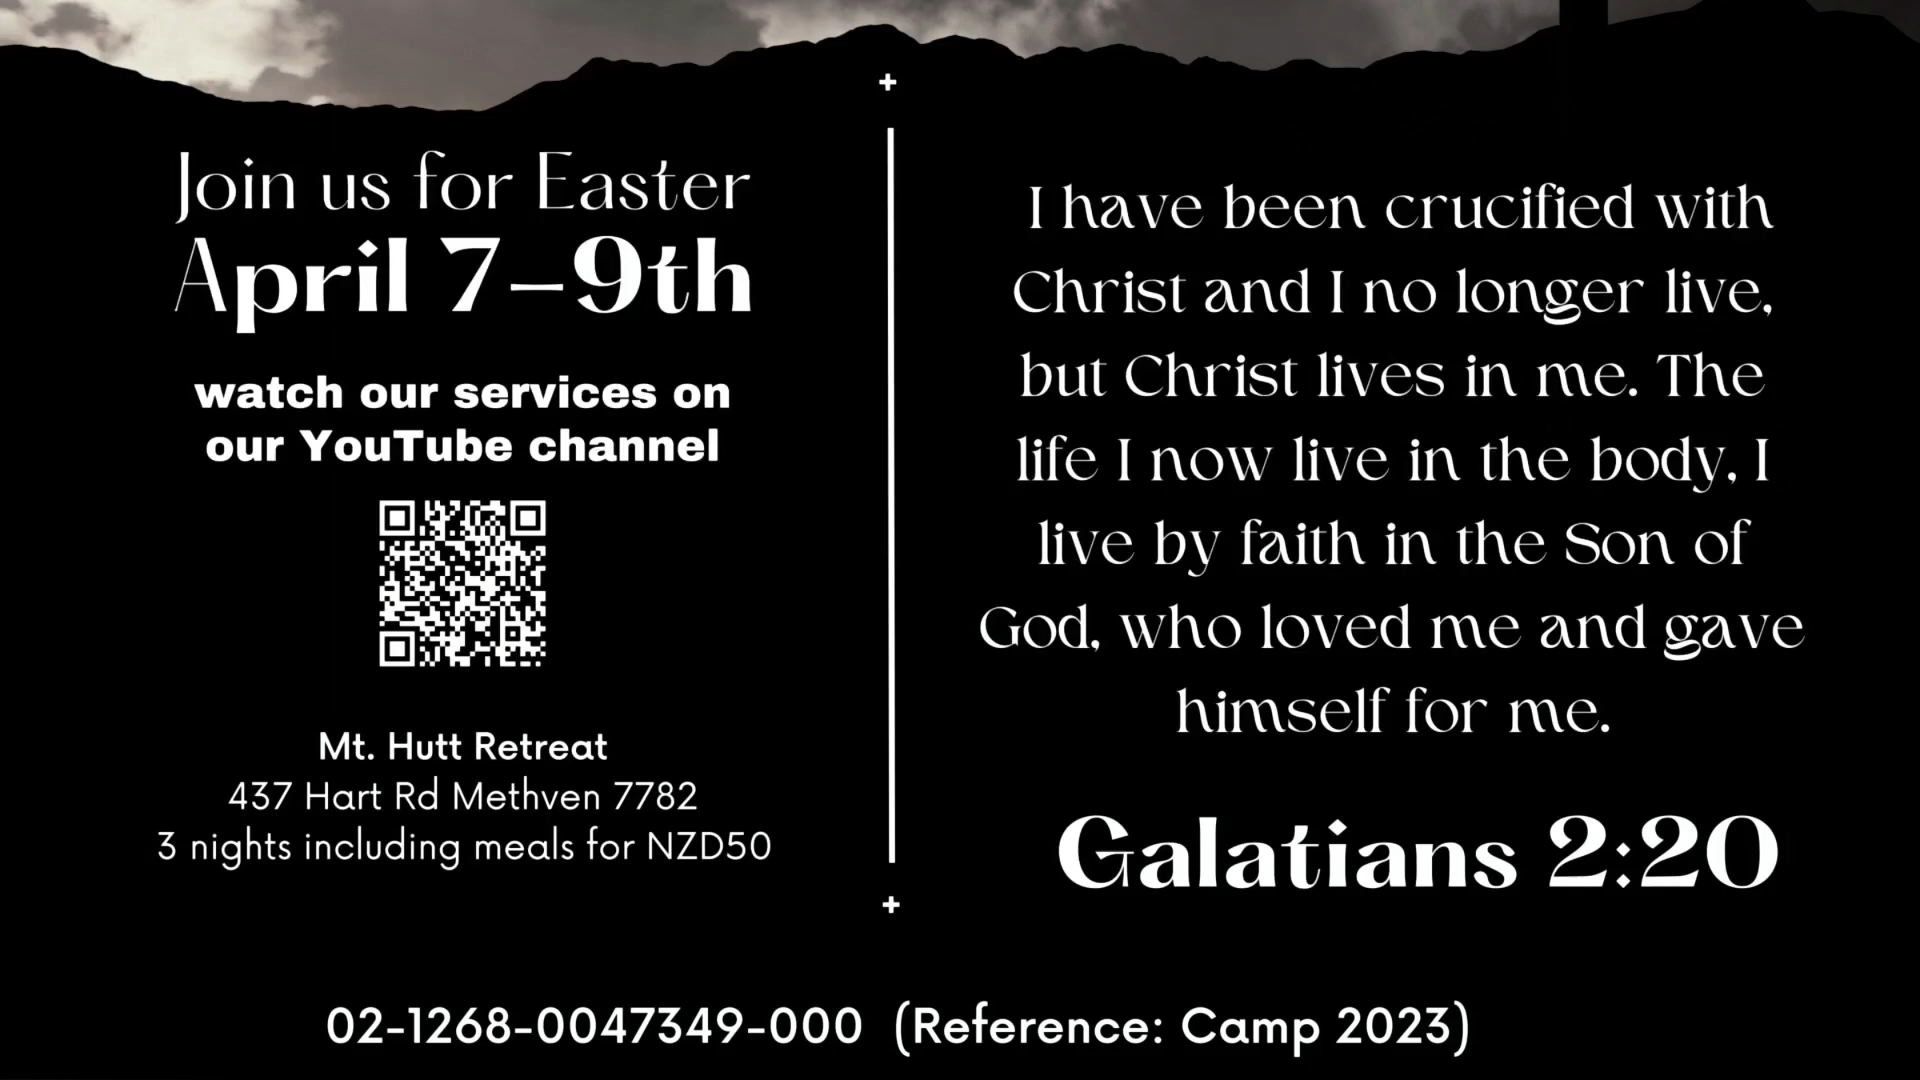 Join us for Easter
April 7-9th
watch our services on
our YouTube channel
Mt. Hutt Retreat
437 Hart Rd Methven 7782
3 nights including meals for NZD50
I have been crucified with
Christ and I no longer live,
but Christ lives in me. The
life I now live in the body, I
live by faith in the Son of
God, who loved me and gave
himself for me.
Galatians 2:20
02-1268-0047349-000 (Reference: Camp 2023)